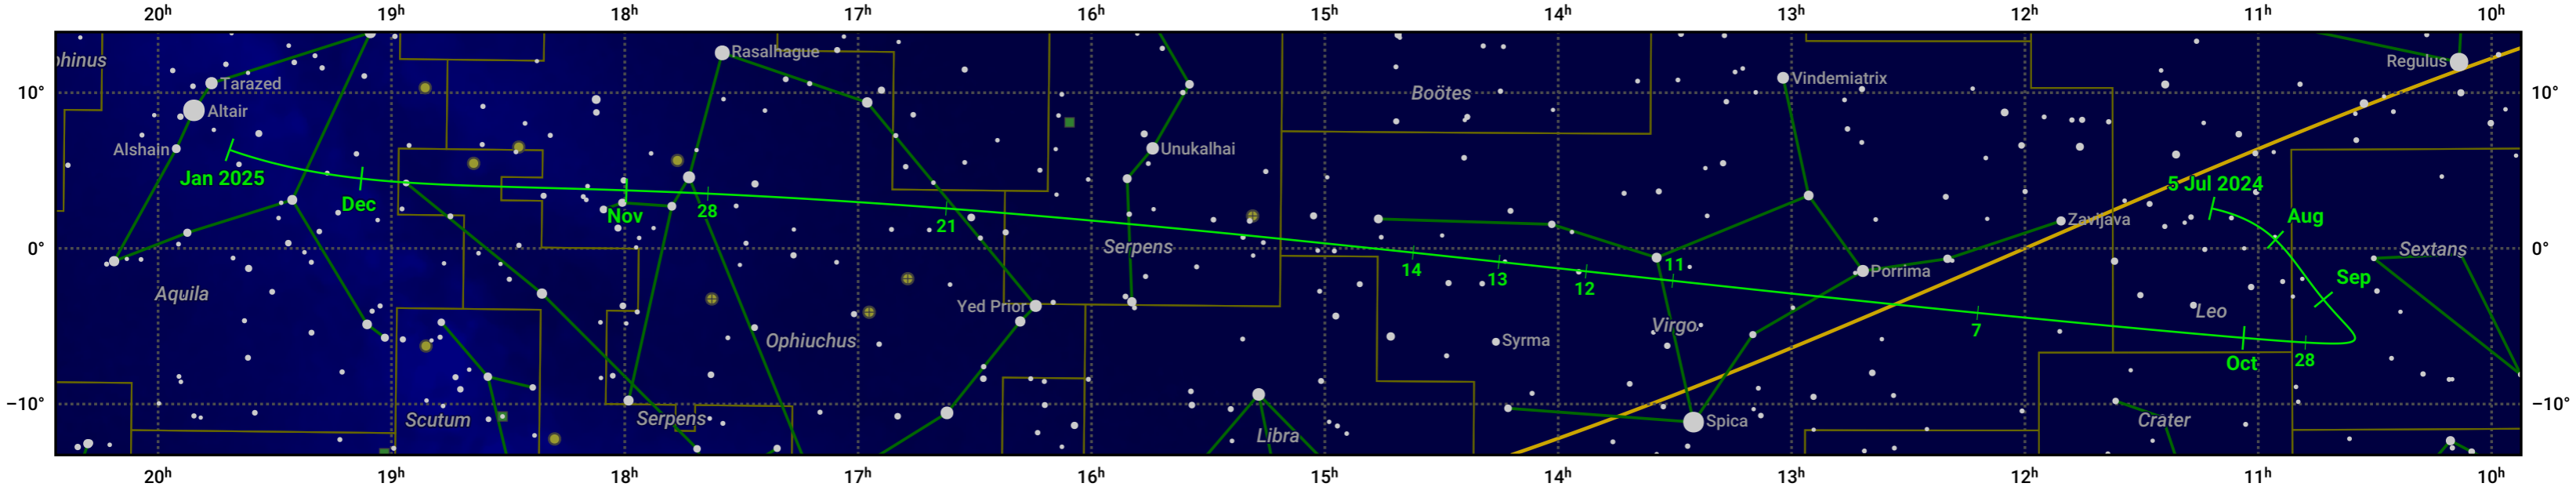 20h 19h 18h 17h 16h 15h 14h 13h 12h 11h 10h
phinus
Rasalhague
Regulus
Tarazed
Vindemiatrix
10°
Boötes
10°
Altair
Alshain
Unukalhai
Jan 2025
5 Jul 2024
Dec
Nov
28
21
Aug
Zavijava
0°
Serpens
Sextans
0°
11
14
13
12
Porrima
Sep
Aquila
Yed Prior
Leo
Virgo
7
Ophiuchus
Syrma
Oct
28
−10°
−10°
Scutum
Serpens
Libra
Spica
Crater
20h 19h 18h 17h 16h 15h 14h 13h 12h 11h 10h